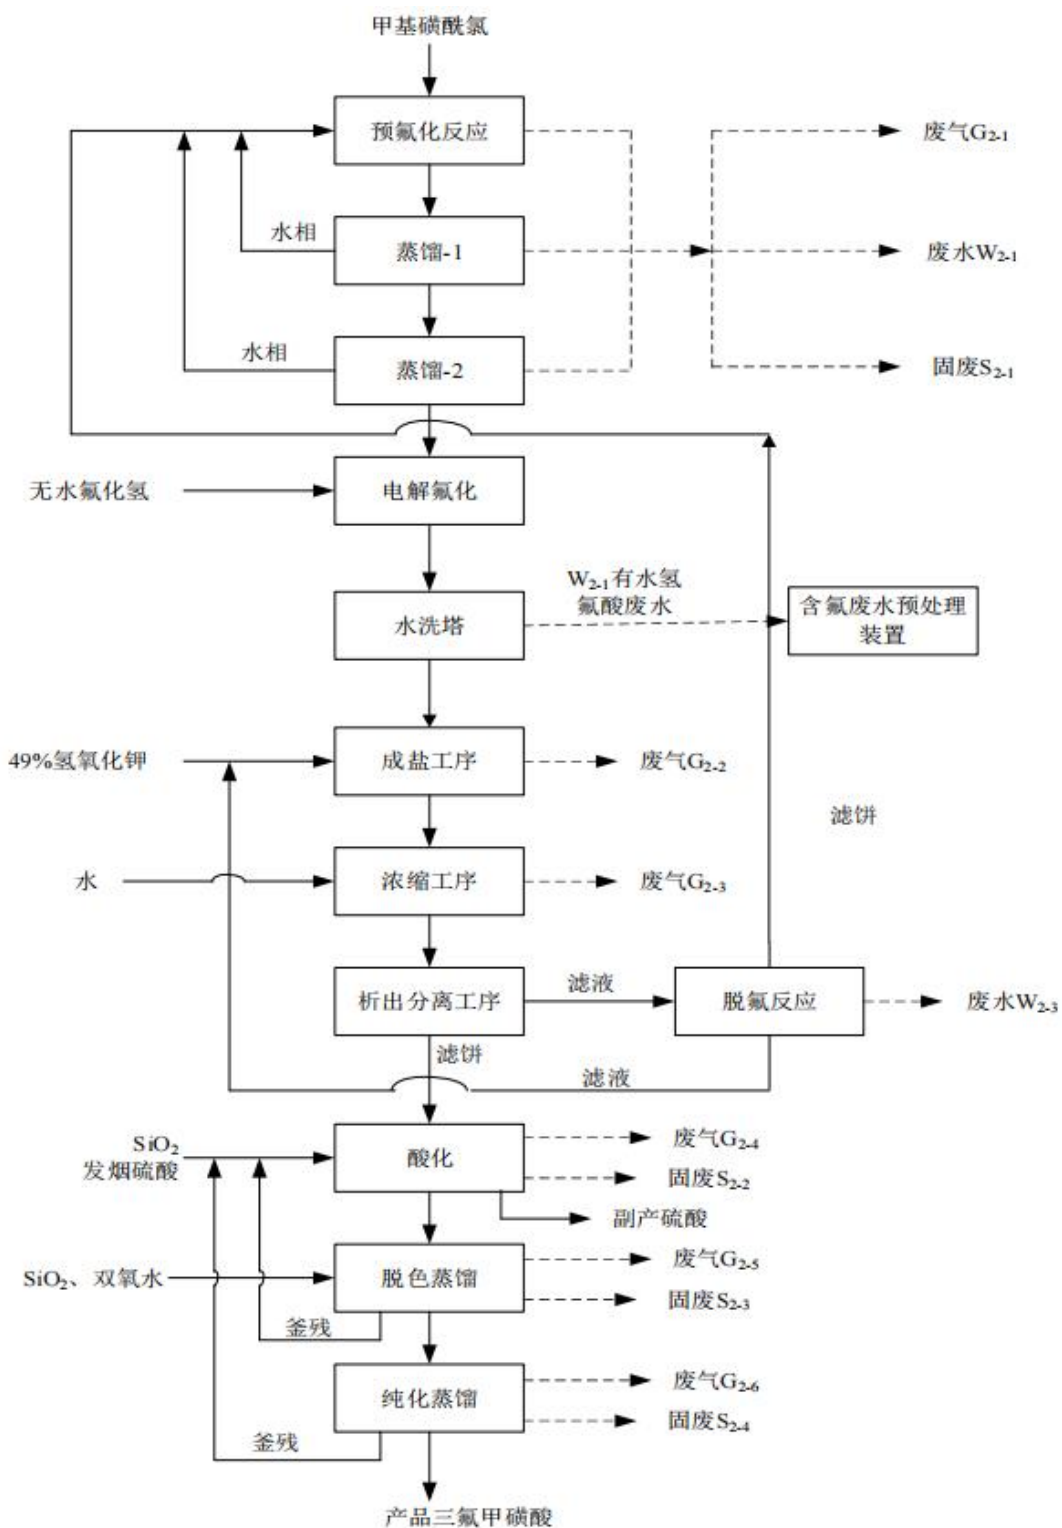 甲基磺酰氯
预氟化反应
废气G2-1
水相
蒸馏-1
废水W2-1
水相
蒸馏-2
固废S2-1
无水氟化氢
电解氟化
W2-1有水氢
氟酸废水
水洗塔
含氟废水预处理
装置
49%氢氧化钾
成盐工序
废气G2-2
滤饼
水
浓缩工序
废气G2-3
析出分离工序
滤液
脱氟反应
废水W2-3
滤饼
滤液
SiO2
发烟硫酸
酸化
废气G2-4
固废S2-2
副产硫酸
SiO2、双氧水
脱色蒸馏
废气G2-5
固废S2-3
釜残
纯化蒸馏
废气G2-6
固废S2-4
釜残
产品三氟甲磺酸